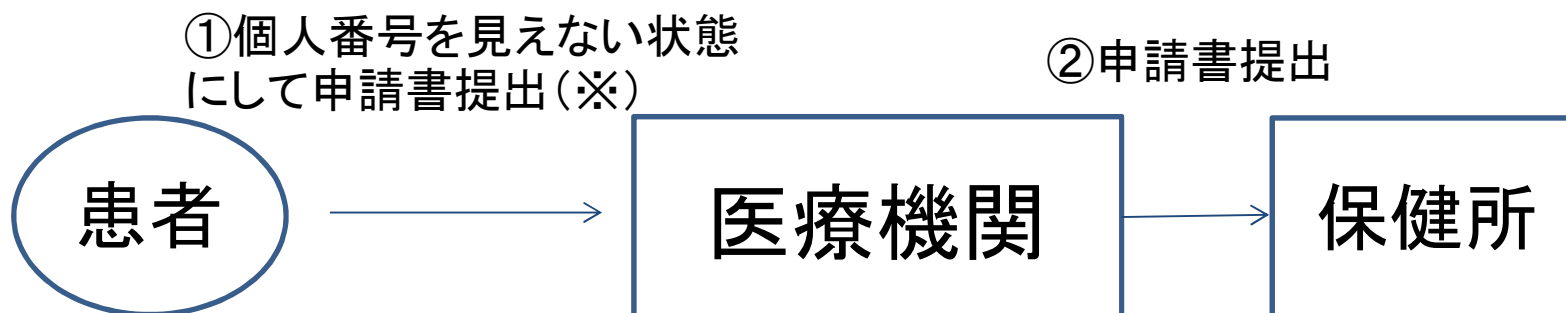 ①個人番号を見えない状態
にして申請書提出(※)
②申請書提出
患者
医療機関
保健所